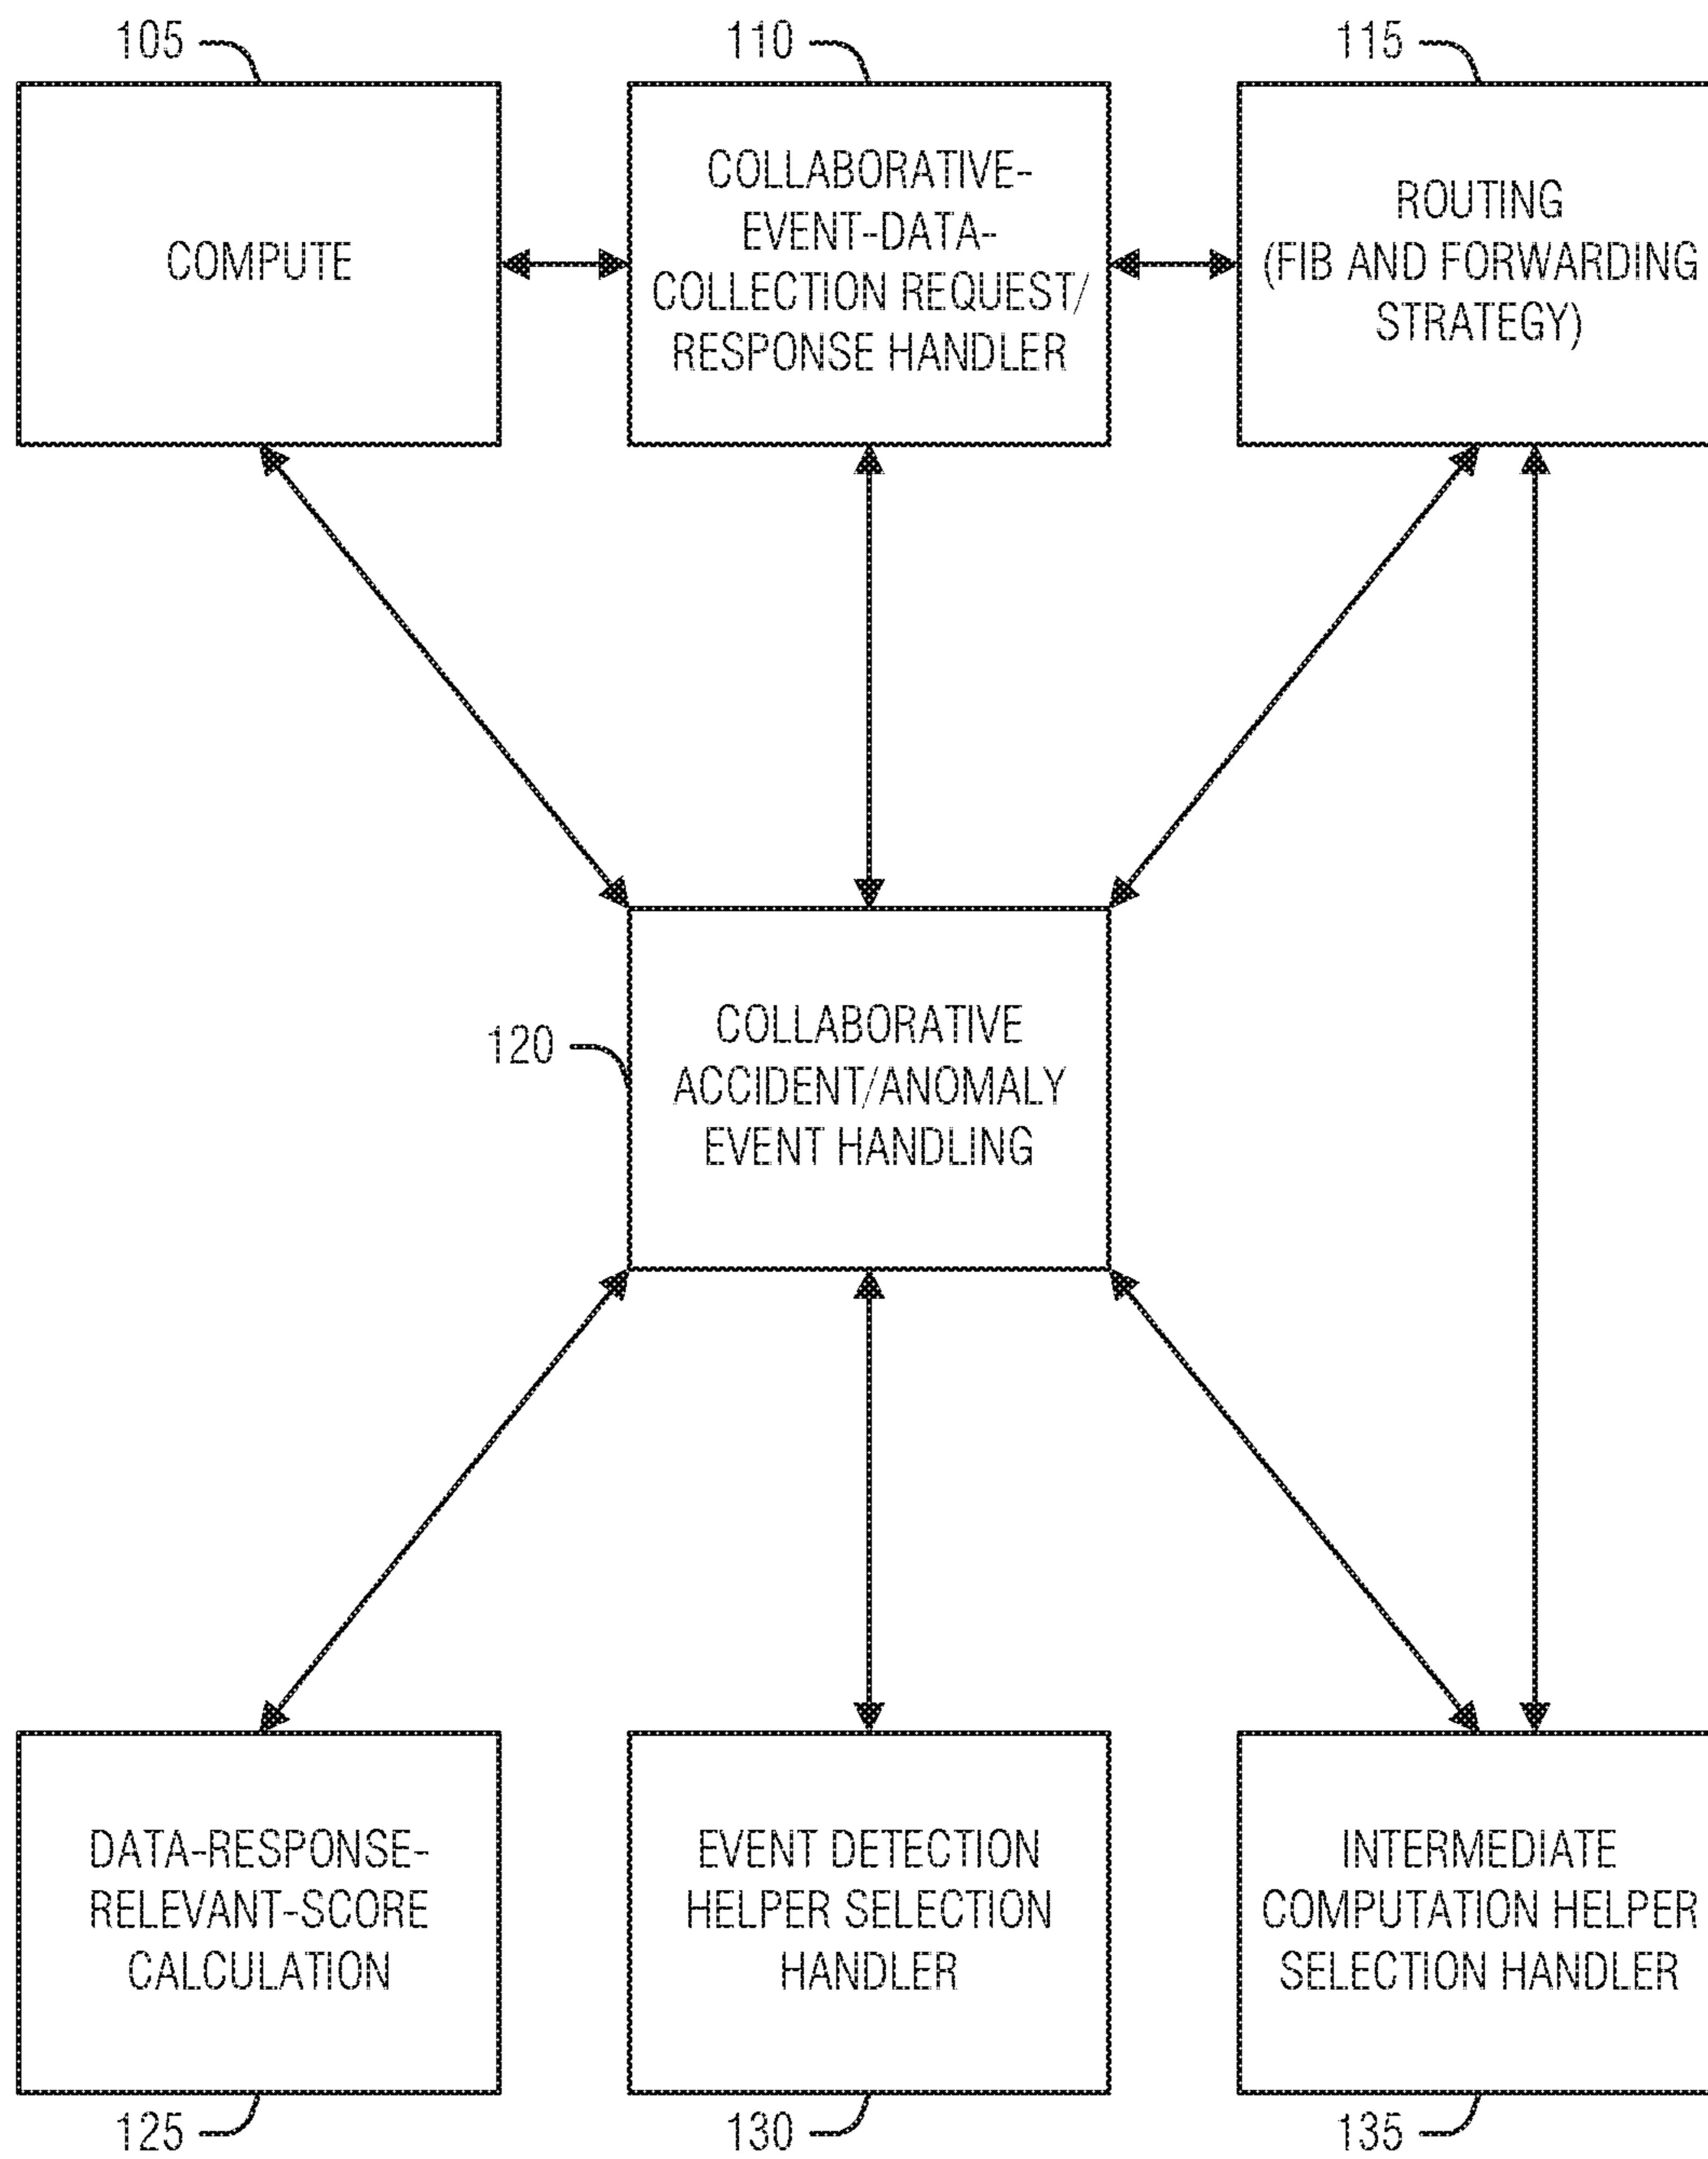 105
110
115
COMPUTE
COLLABORATIVE-
EVENT-DATA-
COLLECTION REQUEST/
RESPONSE HANDLER
ROUTING
(FIB AND FORWARDING
STRATEGY)
120
COLLABORATIVE
ACCIDENT/ANOMALY
EVENT HANDLING
DATA-RESPONSE-
RELEVANT-SCORE
CALCULATION
EVENT DETECTION
HELPER SELECTION
HANDLER
INTERMEDIATE
COMPUTATION HELPER
SELECTION HANDLER
125
130
135